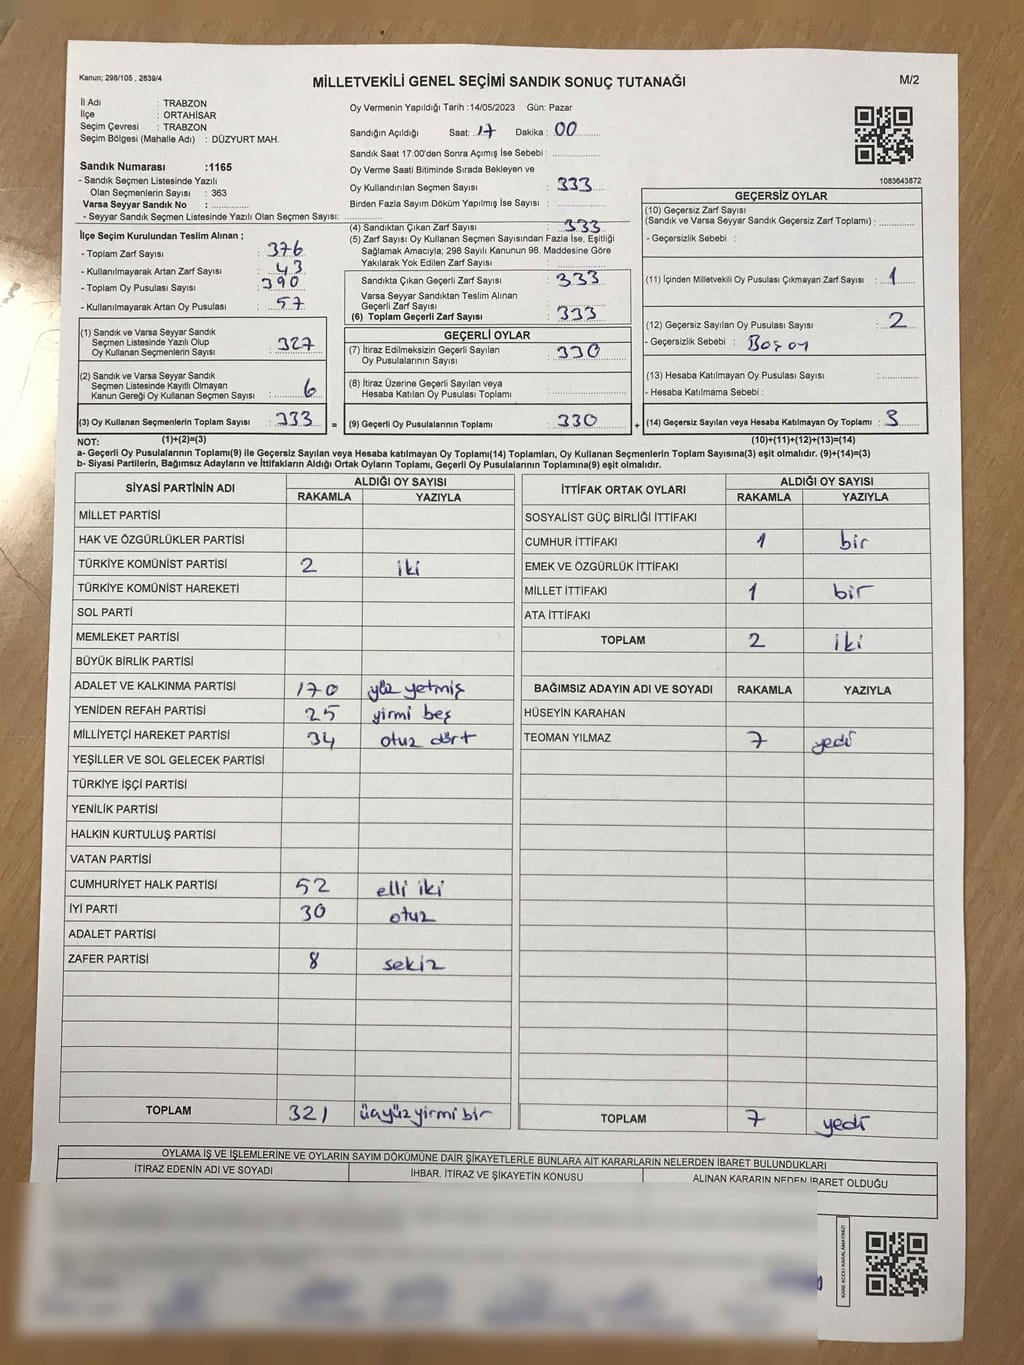 Kanun; 298/105 , 2839/4
MİLLETVEKİLİ GENEL SEÇİMİ SANDIK SONUÇ TUTANAĞI
M/2
İl Adı : TRABZON
İlçe : ORTAHİSAR
Seçim Çevresi : TRABZON
Seçim Bölgesi (Mahalle Adı) : DÜZYURT MAH.
Sandık Numarası :1165
- Sandık Seçmen Listesinde Yazılı
Olan Seçmenlerin Sayısı : 363
Varsa Seyyar Sandık No :
- Seyyar Sandık Seçmen Listesinde Yazılı Olan Seçmen Sayısı:
Oy Vermenin Yapıldığı Tarih :14/05/2023 Gün: Pazar
Sandığın Açıldığı Saat: 17 Dakika : 00
Sandık Saat 17:00'den Sonra Açımış İse Sebebi :
Oy Verme Saati Bitiminde Sırada Bekleyen ve
Oy Kullandırılan Seçmen Sayısı : 333
Birden Fazla Sayım Döküm Yapılmış İse Sayısı :
1083643872
İlçe Seçim Kurulundan Teslim Alınan ;
- Toplam Zarf Sayısı : 376
- Kullanılmayarak Artan Zarf Sayısı : 43
- Toplam Oy Pusulası Sayısı : 390
- Kullanılmayarak Artan Oy Pusulası : 57
(1) Sandık ve Varsa Seyyar Sandık
Seçmen Listesinde Yazılı Olup
Oy Kullanan Seçmenlerin Sayısı : 327
(2) Sandık ve Varsa Seyyar Sandık
Seçmen Listesinde Kayıtlı Olmayan
Kanun Gereği Oy Kullanan Seçmen Sayısı : 6
(3) Oy Kullanan Seçmenlerin Toplam Sayısı : 333 =
(1)+(2)=(3)
(4) Sandıktan Çıkan Zarf Sayısı : 333
(5) Zarf Sayısı Oy Kullanan Seçmen Sayısından Fazla İse, Eşitliği
Sağlamak Amacıyla; 298 Sayılı Kanunun 98. Maddesine Göre
Yakılarak Yok Edilen Zarf Sayısı :
Sandıkta Çıkan Geçerli Zarf Sayısı : 333
Varsa Seyyar Sandıktan Teslim Alınan
Geçerli Zarf Sayısı :
(6) Toplam Geçerli Zarf Sayısı : 333
GEÇERLİ OYLAR
(7) İtiraz Edilmeksizin Geçerli Sayılan
Oy Pusulalarının Sayısı : 330
(8) İtiraz Üzerine Geçerli Sayılan veya
Hesaba Katılan Oy Pusulası Toplamı :
(9) Geçerli Oy Pusulalarının Toplamı : 330 +
GEÇERSİZ OYLAR
(10) Geçersiz Zarf Sayısı
(Sandık ve Varsa Seyyar Sandık Geçersiz Zarf Toplamı) :
- Geçersizlik Sebebi :
(11) İçinden Milletvekili Oy Pusulası Çıkmayan Zarf Sayısı : 1
(12) Geçersiz Sayılan Oy Pusulası Sayısı : 2
- Geçersizlik Sebebi : Boş oy
(13) Hesaba Katılmayan Oy Pusulası Sayısı :
- Hesaba Katılmama Sebebi :
(14) Geçersiz Sayılan veya Hesaba Katılmayan Oy Toplamı : 3
(10)+(11)+(12)+(13)=(14)
NOT:
a- Geçerli Oy Pusulalarının Toplamı(9) ile Geçersiz Sayılan veya Hesaba katılmayan Oy Toplamı(14) Toplamları, Oy Kullanan Seçmenlerin Toplam Sayısına(3) eşit olmalıdır. (9)+(14)=(3)
b- Siyasi Partilerin, Bağımsız Adayların ve İttifakların Aldığı Ortak Oyların Toplamı, Geçerli Oy Pusulalarının Toplamına(9) eşit olmalıdır.
SİYASİ PARTİNİN ADI ALDIĞI OY SAYISI
RAKAMLA YAZIYLA
MİLLET PARTİSİ
HAK VE ÖZGÜRLÜKLER PARTİSİ
TÜRKİYE KOMÜNİST PARTİSİ 2 iki
TÜRKİYE KOMÜNİST HAREKETİ
SOL PARTİ
MEMLEKET PARTİSİ
BÜYÜK BİRLİK PARTİSİ
ADALET VE KALKINMA PARTİSİ 170 yüz yetmiş
YENİDEN REFAH PARTİSİ 25 yirmi beş
MİLLİYETÇİ HAREKET PARTİSİ 34 otuz dört
YEŞİLLER VE SOL GELECEK PARTİSİ
TÜRKİYE İŞÇİ PARTİSİ
YENİLİK PARTİSİ
HALKIN KURTULUŞ PARTİSİ
VATAN PARTİSİ
CUMHURİYET HALK PARTİSİ 52 elli iki
İYİ PARTİ 30 otuz
ADALET PARTİSİ
ZAFER PARTİSİ 8 sekiz
TOPLAM 321 üçyüz yirmi bir
İTTİFAK ORTAK OYLARI ALDIĞI OY SAYISI
RAKAMLA YAZIYLA
SOSYALİST GÜÇ BİRLİĞİ İTTİFAKI
CUMHUR İTTİFAKI 1 bir
EMEK VE ÖZGÜRLÜK İTTİFAKI
MİLLET İTTİFAKI 1 bir
ATA İTTİFAKI
TOPLAM 2 iki
BAĞIMSIZ ADAYIN ADI VE SOYADI RAKAMLA YAZIYLA
HÜSEYİN KARAHAN
TEOMAN YILMAZ 7 yedi
TOPLAM 7 yedi
OYLAMA İŞ VE İŞLEMLERİNE VE OYLARIN SAYIM DÖKÜMÜNE DAİR ŞİKAYETLERLE BUNLARA AİT KARARLARIN NELERDEN İBARET BULUNDUKLARI
İTİRAZ EDENİN ADI VE SOYADI
İHBAR, İTİRAZ VE ŞİKAYETİN KONUSU
ALINAN KARARIN NEDEN İBARET OLDUĞU
KARE KODU KARALAMAYINIZ!